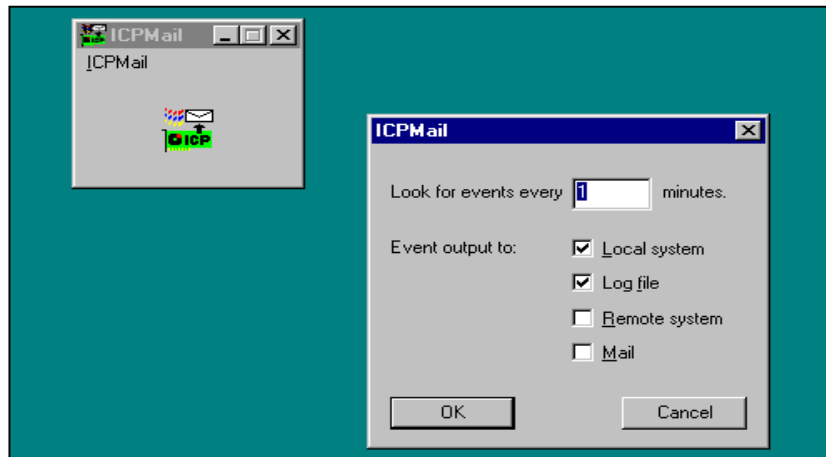 ICPMail
ICPMail
ICP
ICPMail
Look for events every 1 minutes.
Event output to: Local system
Log file
Remote system
Mail
OK Cancel